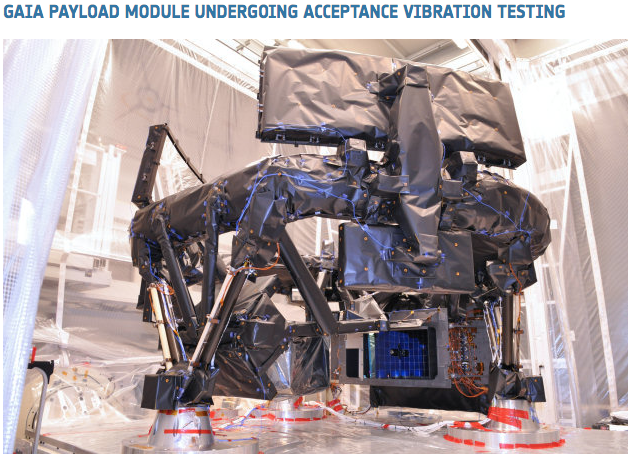 GAIA PAYLOAD MODULE UNDERGOING ACCEPTANCE VIBRATION TESTING